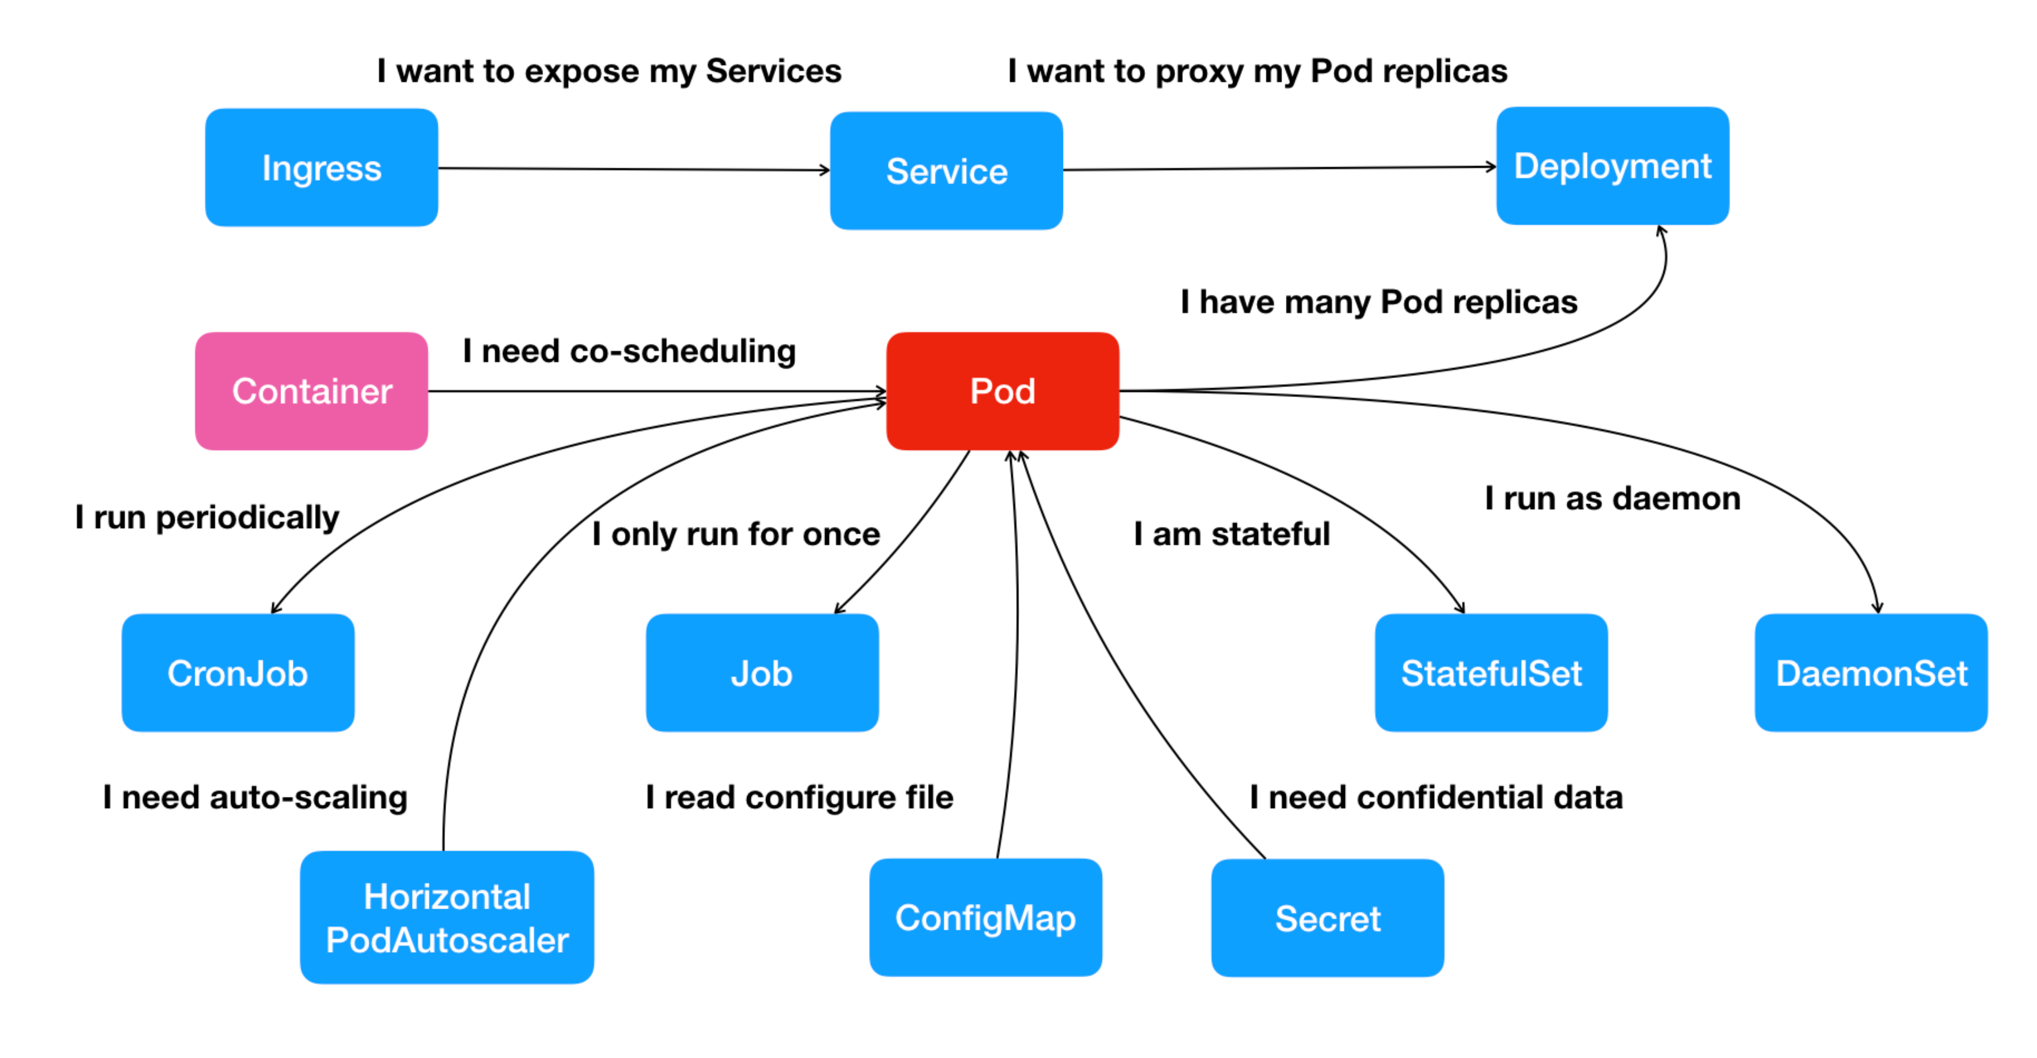 I want to expose my Services
I want to proxy my Pod replicas
Ingress
Service
Deployment
I have many Pod replicas
I need co-scheduling
Container
Pod
I run periodically
I only run for once
I am stateful
I run as daemon
CronJob
Job
StatefulSet
DaemonSet
I need auto-scaling
I read configure file
I need confidential data
Horizontal
PodAutoscaler
ConfigMap
Secret